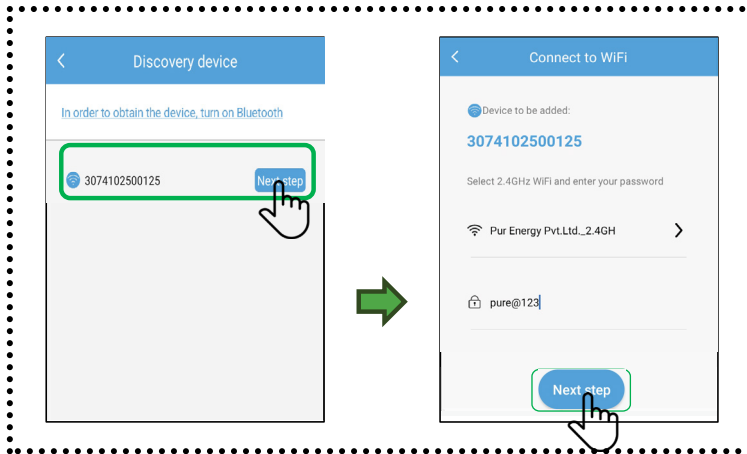 Discovery device
In order to obtain the device, turn on Bluetooth
3074102500125
Next step
Connect to WiFi
Device to be added:
3074102500125
Select 2.4GHz WiFi and enter your password
Pur Energy Pvt.Ltd._2.4GH
pure@123
Next step